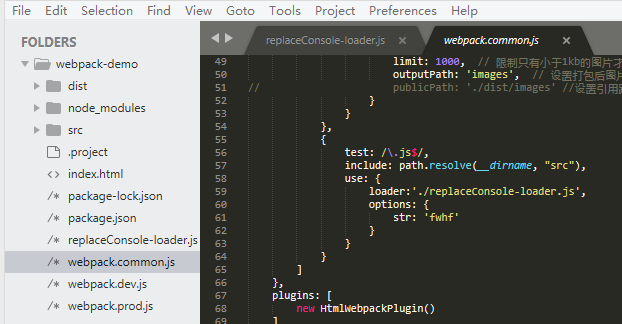 File Edit Selection Find View Goto Tools Project Preferences Help
FOLDERS
webpack-demo
dist
node_modules
src
.project
index.html
package-lock.json
package.json
replaceConsole-loader.js
webpack.common.js
webpack.dev.js
webpack.prod.js
replaceConsole-loader.js webpack.common.js
49 limit: 1000, // 限制只有小于1kb的图片才
50 outputPath: 'images', // 设置打包后图片
51 // publicPath: './dist/images' //设置引用路
52 }
53 }
54 },
55 {
56 test: /\.js$/,
57 include: path.resolve(__dirname, "src"),
58 use: {
59 loader:'./replaceConsole-loader.js',
60 options: {
61 str: 'fwhf'
62 }
63 }
64 }
65 ]
66 },
67 plugins: [
68 new HtmlWebpackPlugin()
69 ]